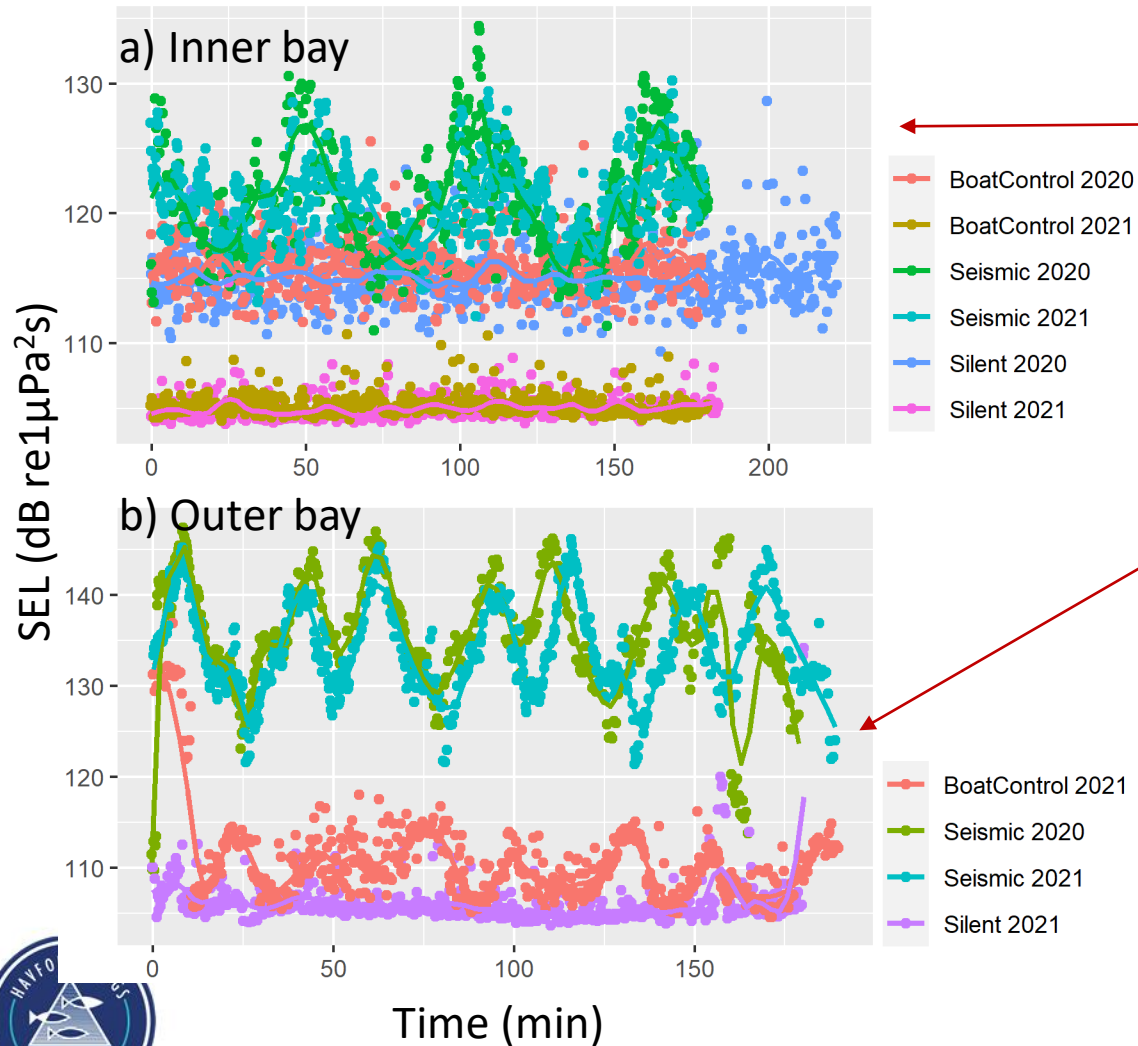 a) Inner bay
130
120
110
0 50 100 150 200
BoatControl 2020
BoatControl 2021
Seismic 2020
Seismic 2021
Silent 2020
Silent 2021
SEL (dB re1µPa²s)
b) Outer bay
140
130
120
110
0 50 100 150
BoatControl 2021
Seismic 2020
Seismic 2021
Silent 2021
Time (min)